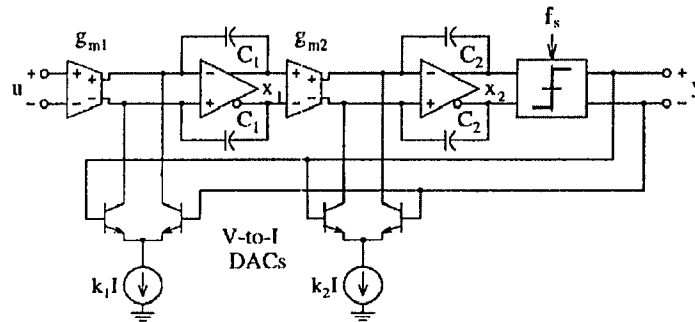 g_m1 C_1 g_m2 C_2 f_s
u + − + − + − − + x_1 + − + − − + x_2 + − y
C_1 C_2
V-to-I
DACs
k_1I k_2I